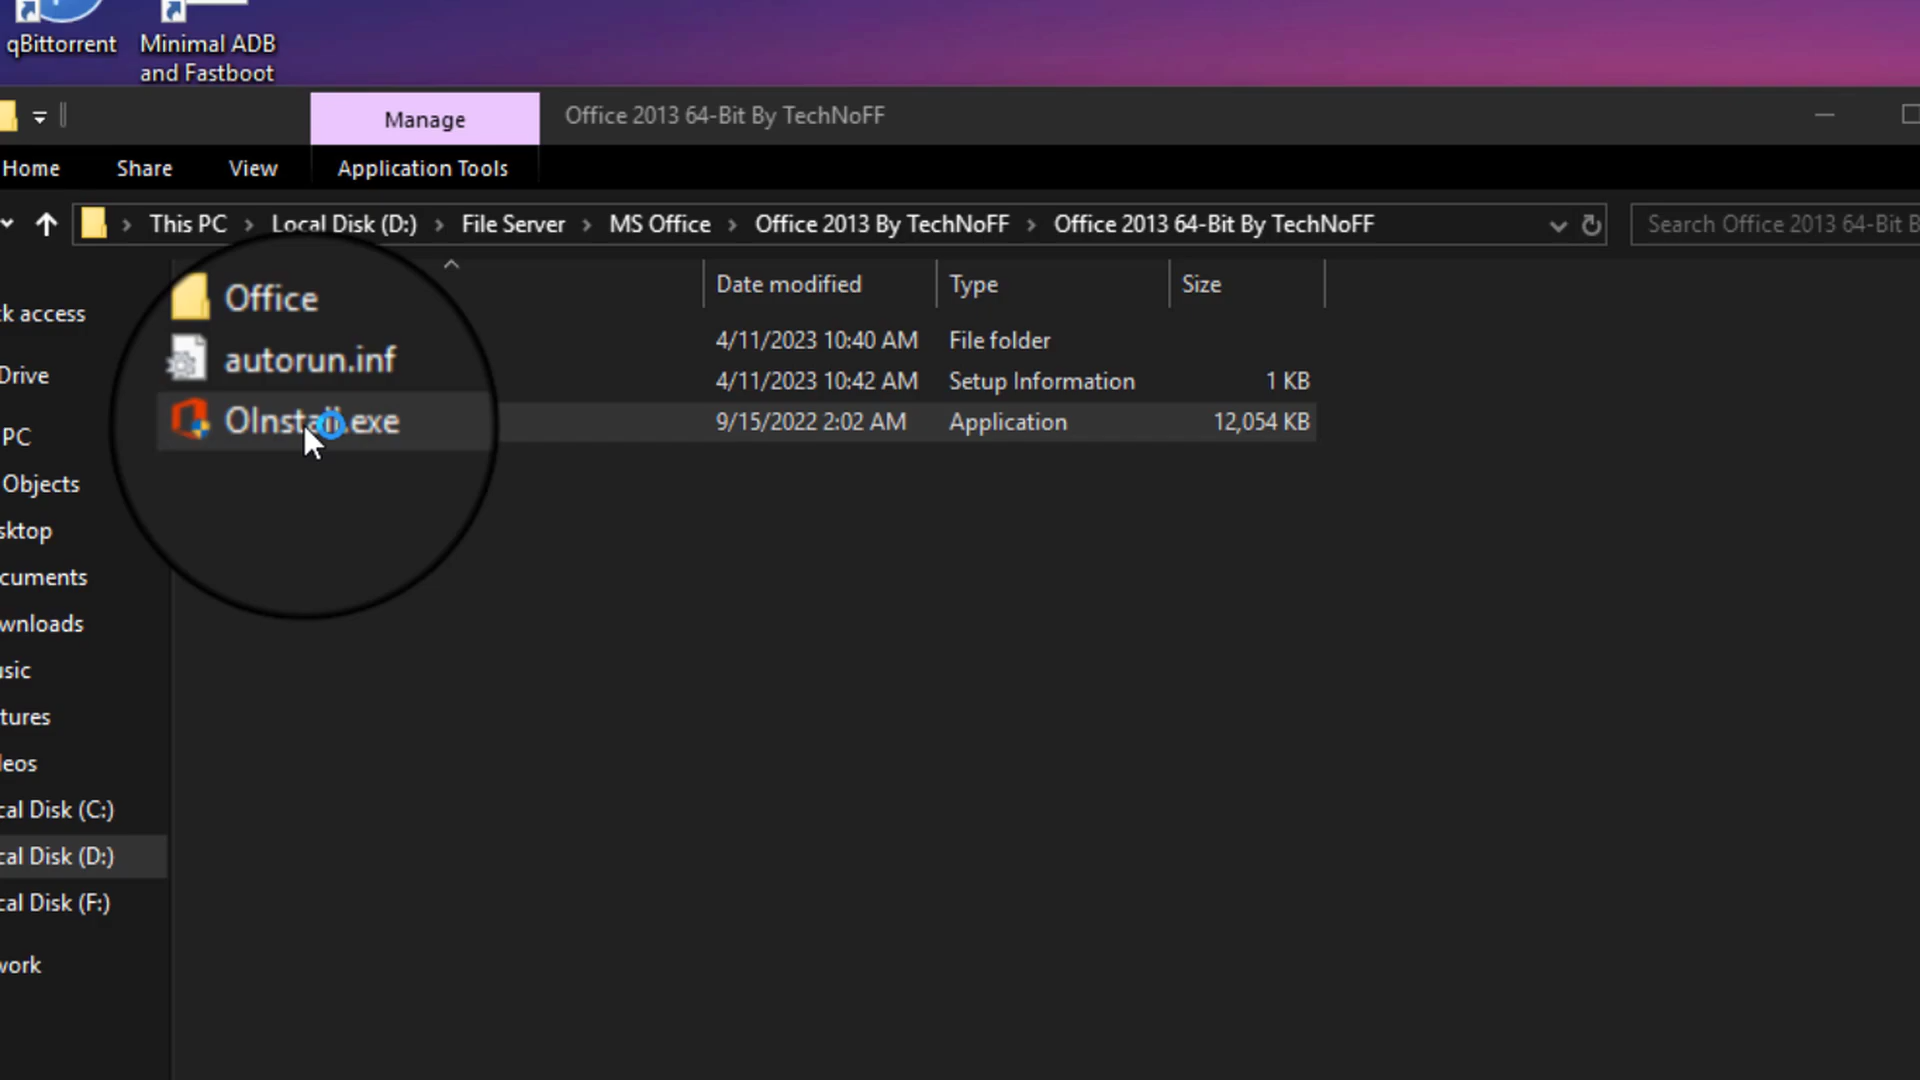 qBittorrent
Minimal ADB
and Fastboot
Manage
Office 2013 64-Bit By TechNoFF
Home Share View Application Tools
This PC › Local Disk (D:) › File Server › MS Office › Office 2013 By TechNoFF › Office 2013 64-Bit By TechNoFF
Search Office 2013 64-Bit B
Date modified Type Size
Office 4/11/2023 10:40 AM File folder
autorun.inf 4/11/2023 10:42 AM Setup Information 1 KB
OInstall.exe 9/15/2022 2:02 AM Application 12,054 KB
ck access
Drive
PC
Objects
sktop
cuments
wnloads
usic
tures
deos
cal Disk (C:)
cal Disk (D:)
cal Disk (F:)
work